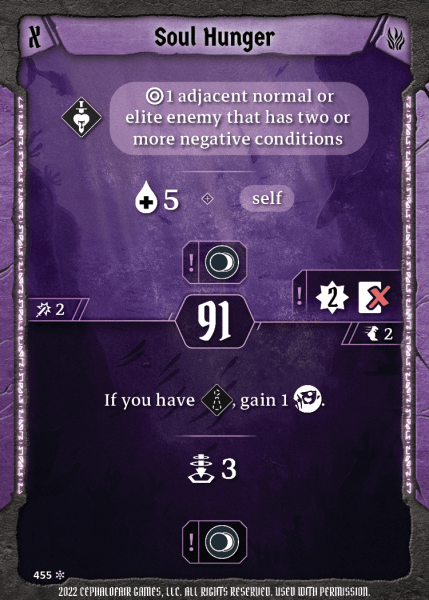 X
Soul Hunger
1 adjacent normal or
elite enemy that has two or
more negative conditions
5 self
! 
! 2
2
91
2
If you have , gain 1 .
3
!
455
2022 CEPHALOFAIR GAMES, LLC. ALL RIGHTS RESERVED. USED WITH PERMISSION.